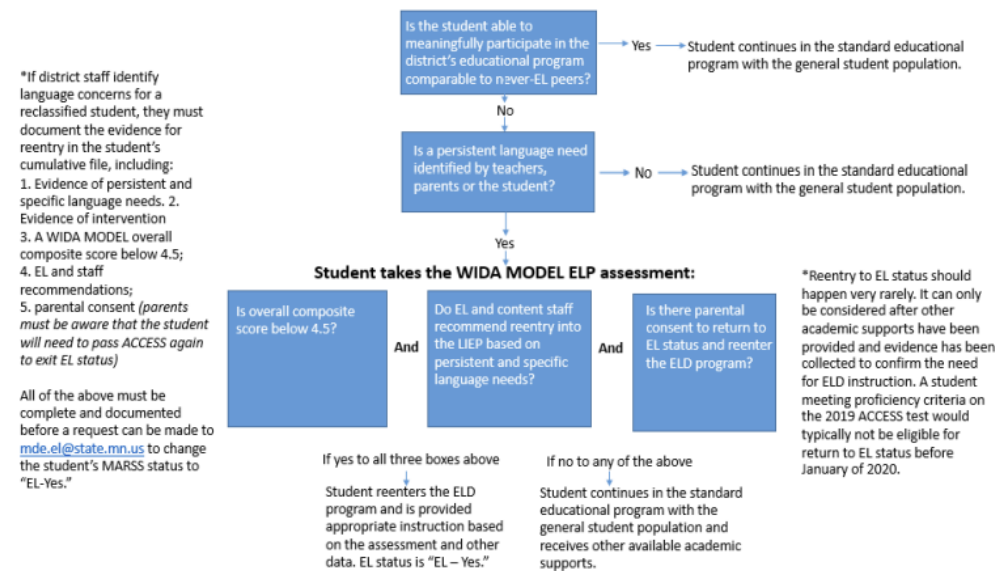 Is the student able to
meaningfully participate in the
district's educational program
comparable to never-EL peers?
Yes
Student continues in the standard educational
program with the general student population.
No
Is a persistent language need
identified by teachers,
parents or the student?
No
Student continues in the standard educational
program with the general student population.
Yes
*If district staff identify
language concerns for a
reclassified student, they must
document the evidence for
reentry in the student's
cumulative file, including:
1. Evidence of persistent and
specific language needs. 2.
Evidence of intervention
3. A WIDA MODEL overall
composite score below 4.5;
4. EL and staff
recommendations;
5. parental consent (parents
must be aware that the student
will need to pass ACCESS again
to exit EL status)
All of the above must be
complete and documented
before a request can be made to
mde.el@state.mn.us to change
the student's MARSS status to
"EL-Yes."
Student takes the WIDA MODEL ELP assessment:
Is overall composite
score below 4.5?
And
Do EL and content staff
recommend reentry into
the LIEP based on
persistent and specific
language needs?
And
Is there parental
consent to return to
EL status and reenter
the ELD program?
*Reentry to EL status should
happen very rarely. It can only
be considered after other
academic supports have been
provided and evidence has been
collected to confirm the need
for ELD instruction. A student
meeting proficiency criteria on
the 2019 ACCESS test would
typically not be eligible for
return to EL status before
January of 2020.
If yes to all three boxes above
Student reenters the ELD
program and is provided
appropriate instruction based
on the assessment and other
data. EL status is "EL – Yes."
If no to any of the above
Student continues in the standard
educational program with the
general student population and
receives other available academic
supports.